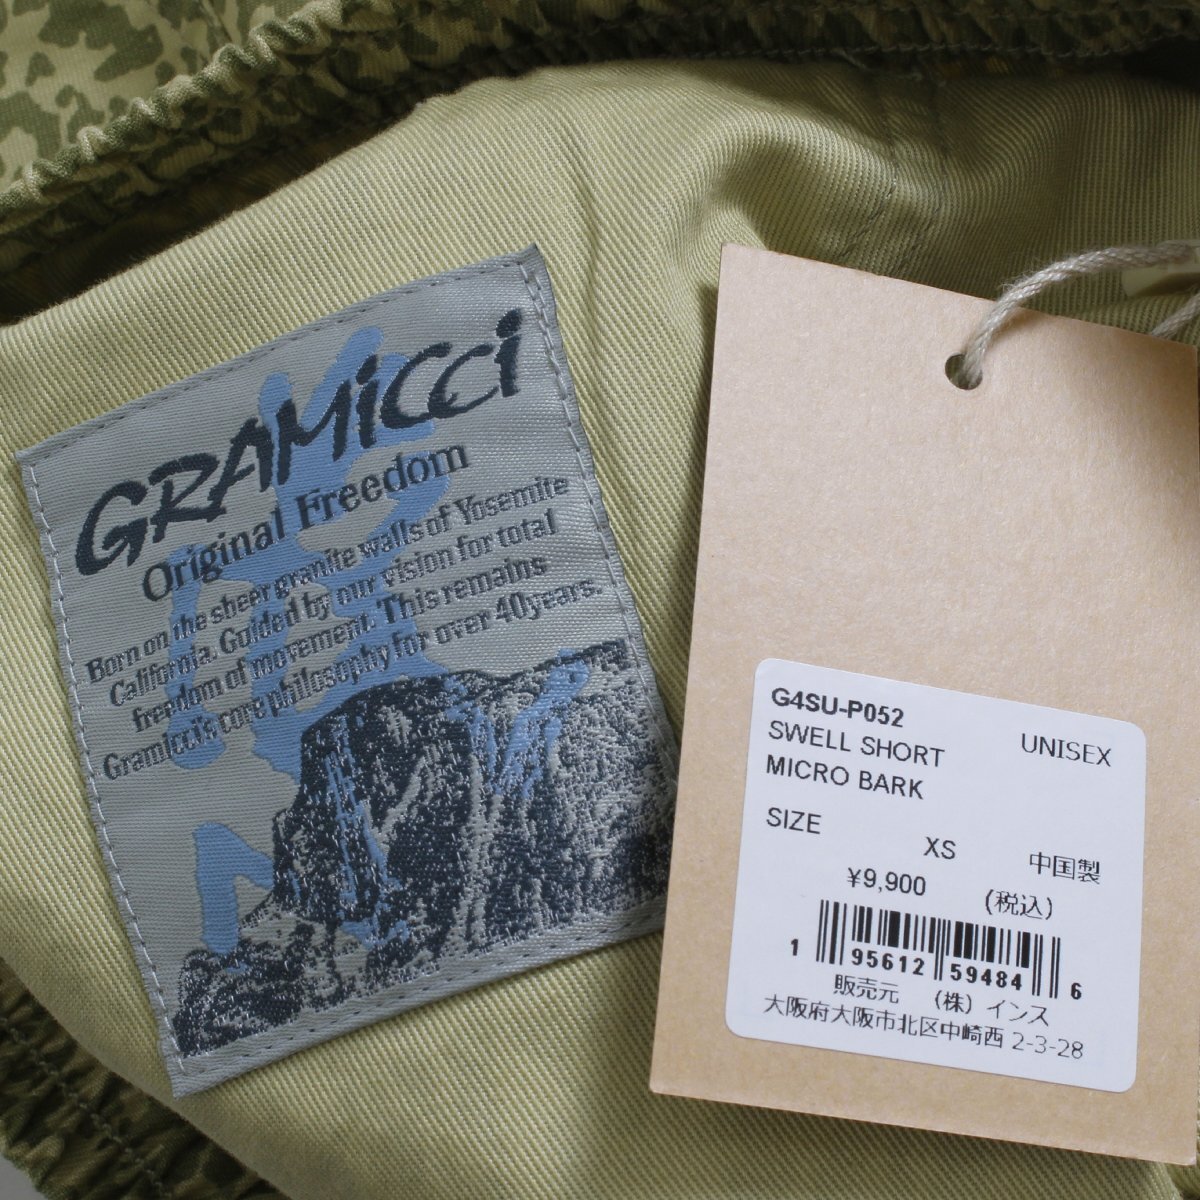 GRAMiCCi
Original Freedom
Born on the sheer granite walls of Yosemite
California. Guided by our vision for total
freedom of movement. This remains
Gramicci's core philosophy for over 40years.
G4SU-P052
SWELL SHORT UNISEX
MICRO BARK
SIZE
XS 中国製
¥9,900 (税込)
1 95612 59484 6
販売元 (株) インス
大阪府大阪市北区中崎西 2-3-28